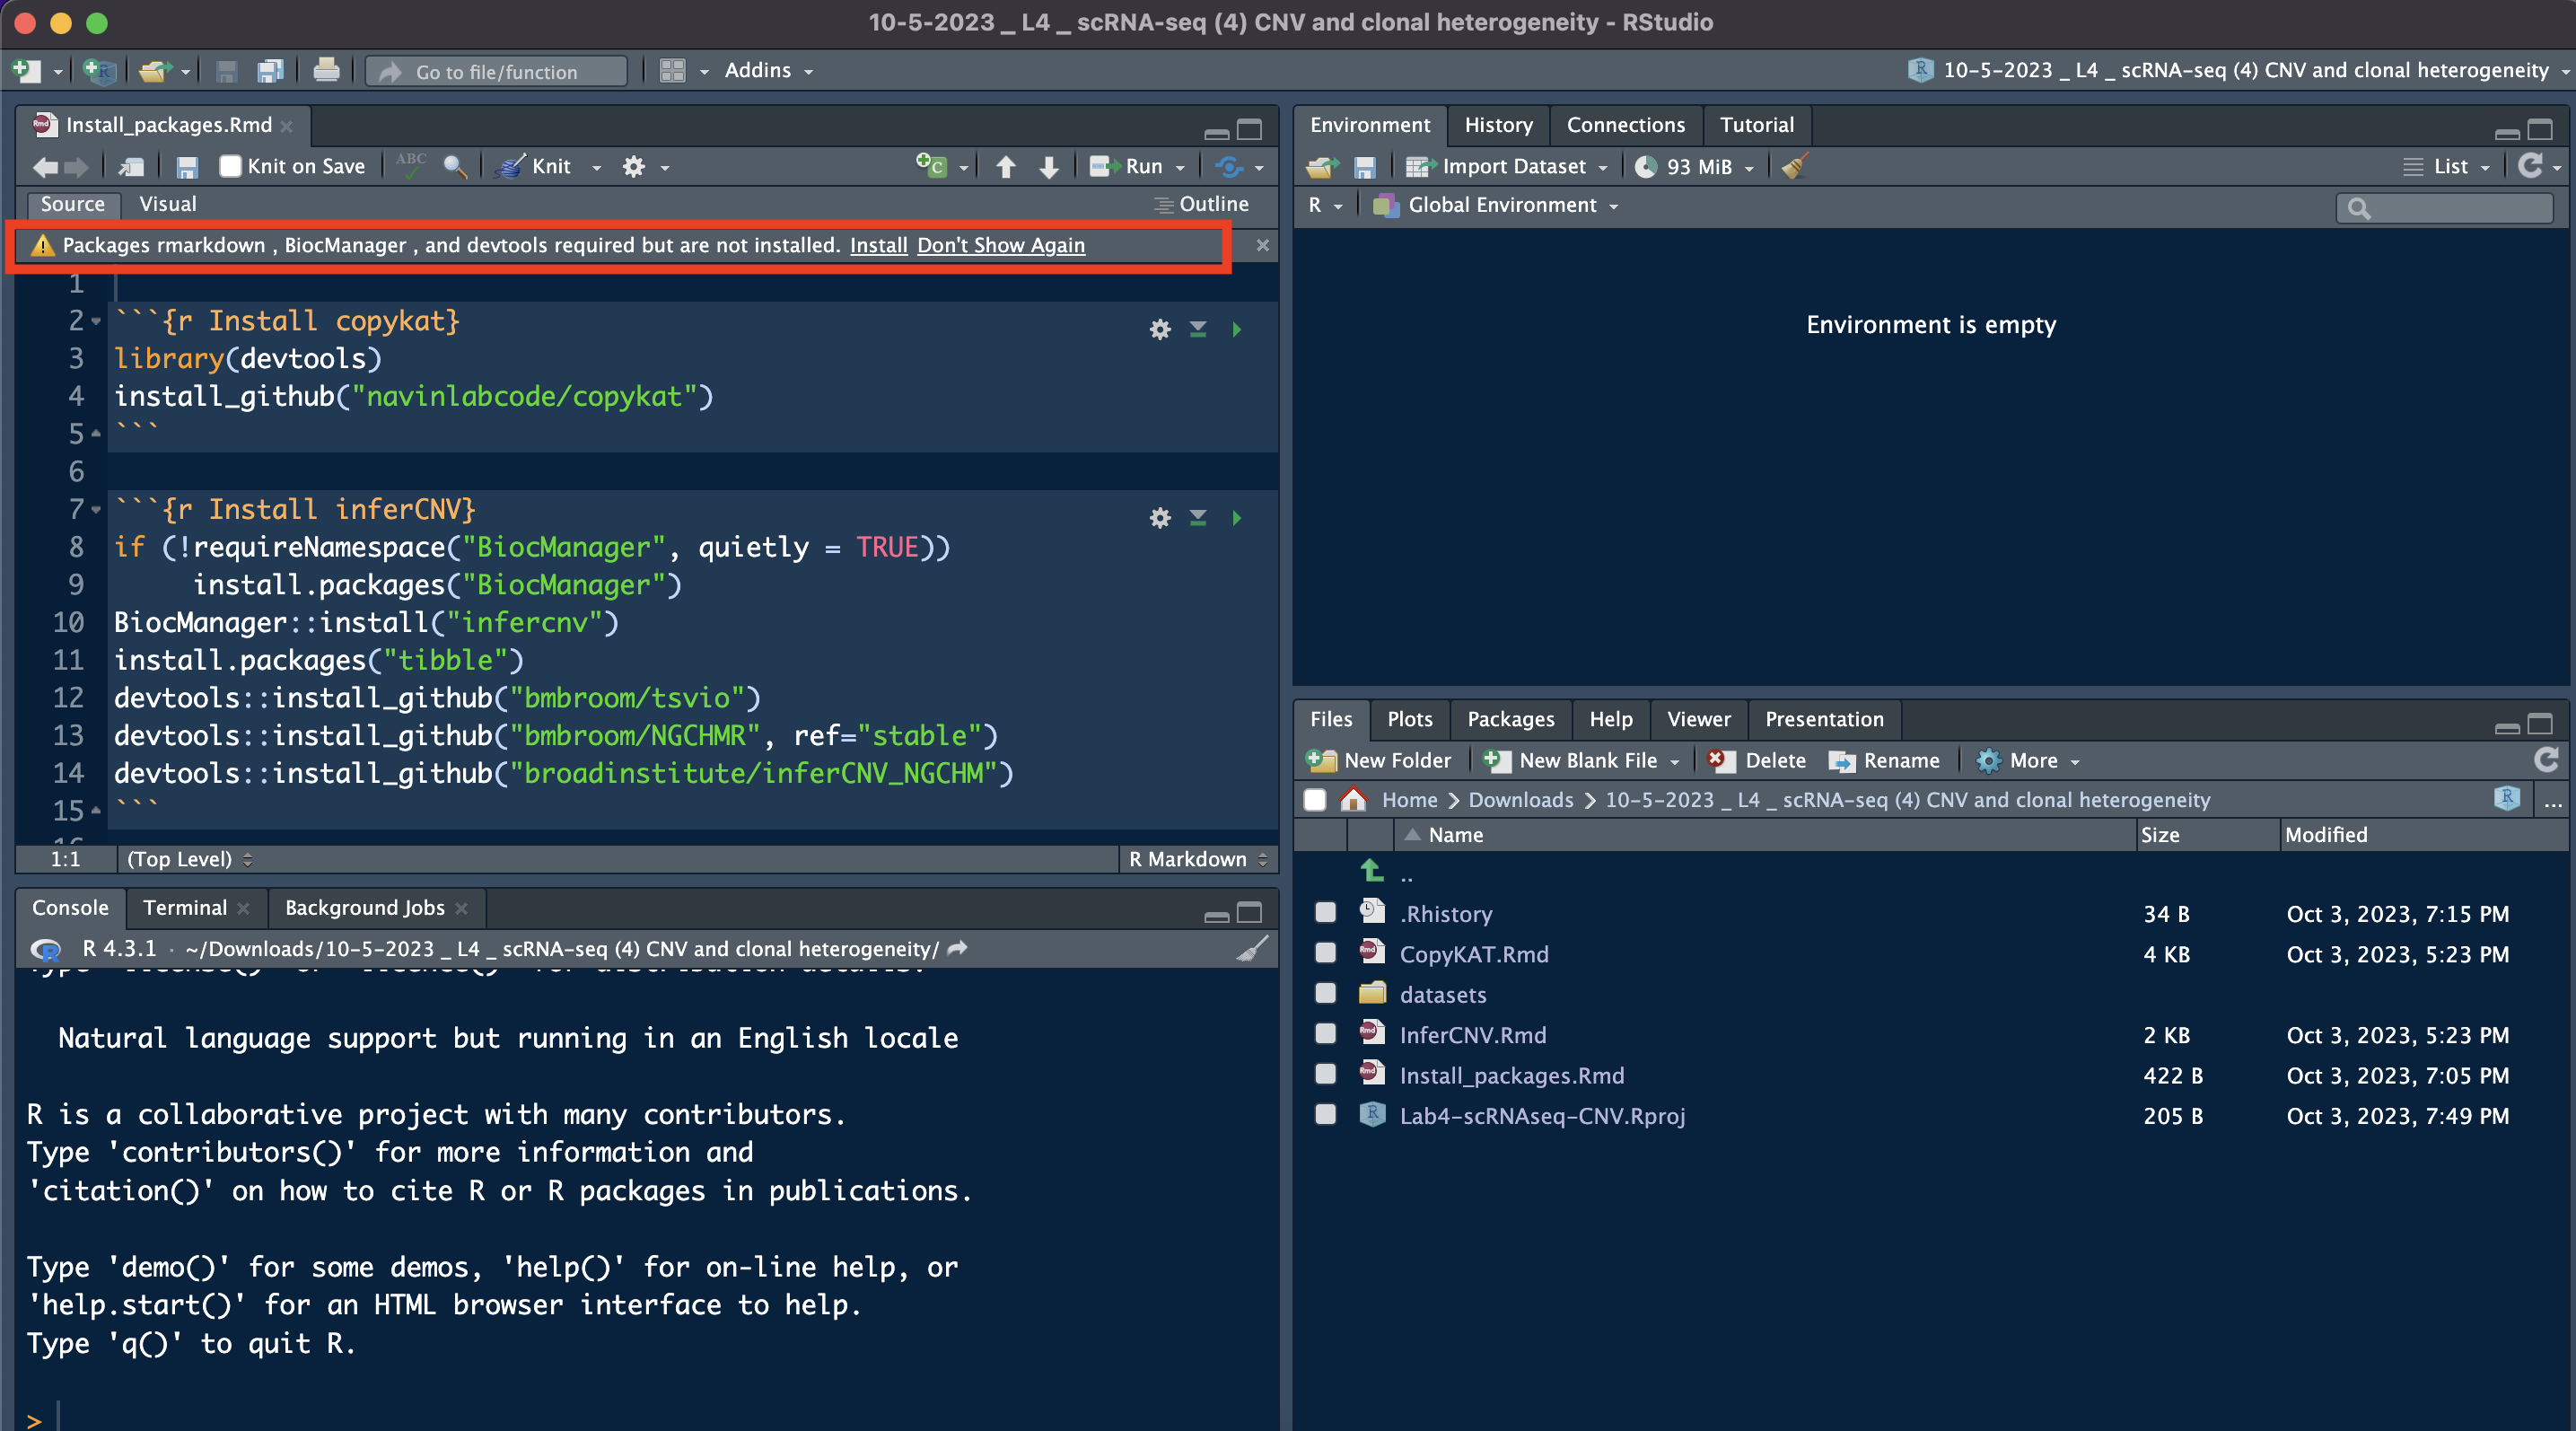 10-5-2023 _ L4 _ scRNA-seq (4) CNV and clonal heterogeneity - RStudio
Go to file/function
Addins
10-5-2023 _ L4 _ scRNA-seq (4) CNV and clonal heterogeneity
Install_packages.Rmd
Knit on Save
ABC
Knit
Run
Source
Visual
Outline
Packages rmarkdown , BiocManager , and devtools required but are not installed. Install Don't Show Again
1
2 ```{r Install copykat}
3 library(devtools)
4 install_github("navinlabcode/copykat")
5 ```
6
7 ```{r Install inferCNV}
8 if (!requireNamespace("BiocManager", quietly = TRUE))
9      install.packages("BiocManager")
10 BiocManager::install("infercnv")
11 install.packages("tibble")
12 devtools::install_github("bmbroom/tsvio")
13 devtools::install_github("bmbroom/NGCHMR", ref="stable")
14 devtools::install_github("broadinstitute/inferCNV_NGCHM")
15 ```
16
1:1
(Top Level)
R Markdown
Console
Terminal
Background Jobs
R 4.3.1 · ~/Downloads/10-5-2023 _ L4 _ scRNA-seq (4) CNV and clonal heterogeneity/
Type 'license()' or 'licence()' for distribution details.
Natural language support but running in an English locale
R is a collaborative project with many contributors.
Type 'contributors()' for more information and
'citation()' on how to cite R or R packages in publications.
Type 'demo()' for some demos, 'help()' for on-line help, or
'help.start()' for an HTML browser interface to help.
Type 'q()' to quit R.
>
Environment
History
Connections
Tutorial
Import Dataset
93 MiB
List
R
Global Environment
Environment is empty
Files
Plots
Packages
Help
Viewer
Presentation
New Folder
New Blank File
Delete
Rename
More
Home
Downloads
10-5-2023 _ L4 _ scRNA-seq (4) CNV and clonal heterogeneity
...
Name Size Modified
..
.Rhistory 34 B Oct 3, 2023, 7:15 PM
CopyKAT.Rmd 4 KB Oct 3, 2023, 5:23 PM
datasets
InferCNV.Rmd 2 KB Oct 3, 2023, 5:23 PM
Install_packages.Rmd 422 B Oct 3, 2023, 7:05 PM
Lab4-scRNAseq-CNV.Rproj 205 B Oct 3, 2023, 7:49 PM